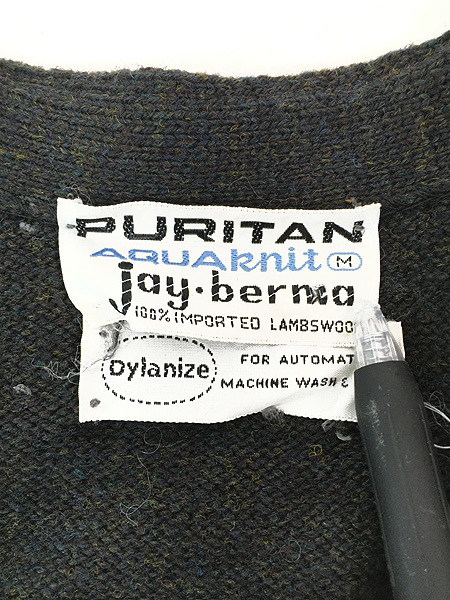 PURITAN
AQUAknit M
jay·berma
100% IMPORTED LAMBSWOO
Dylanize
FOR AUTOMAT
MACHINE WASH &